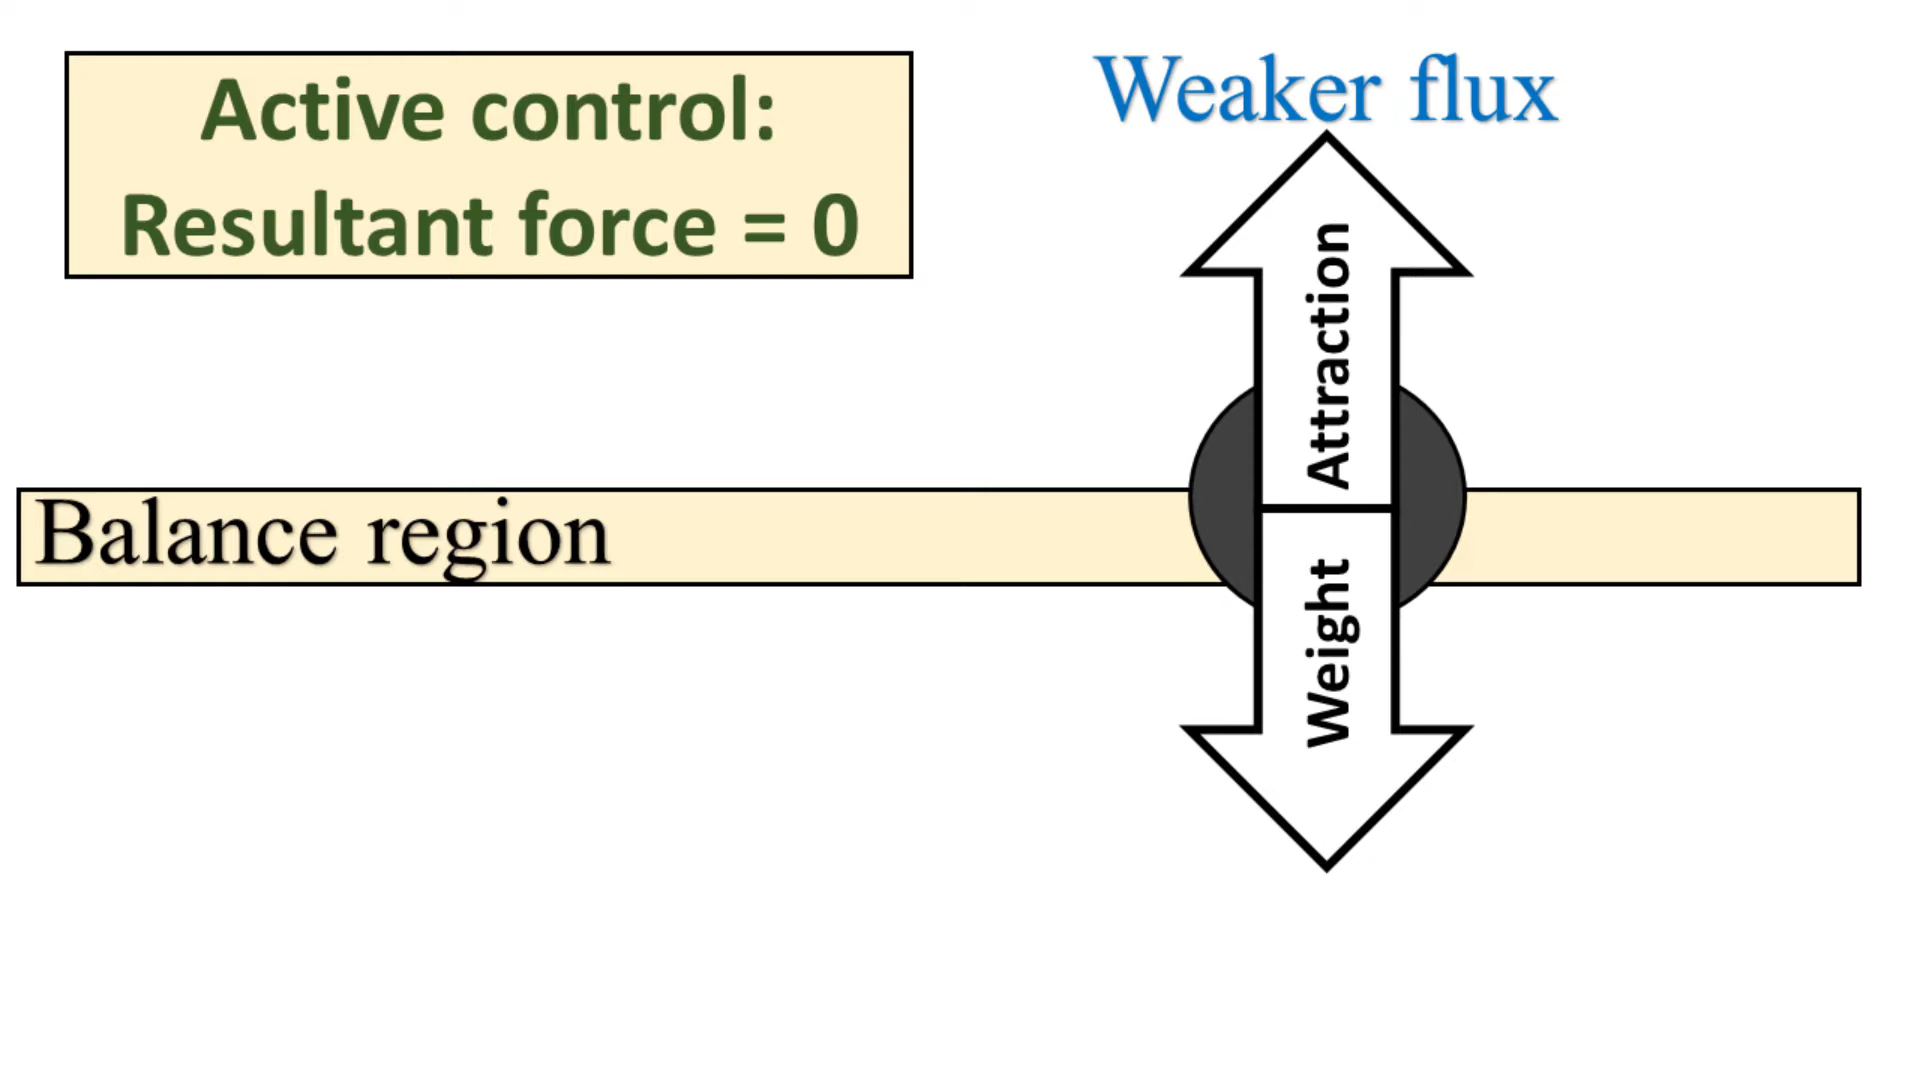 Active control:
Resultant force = 0
Weaker flux
Attraction
Balance region
Weight